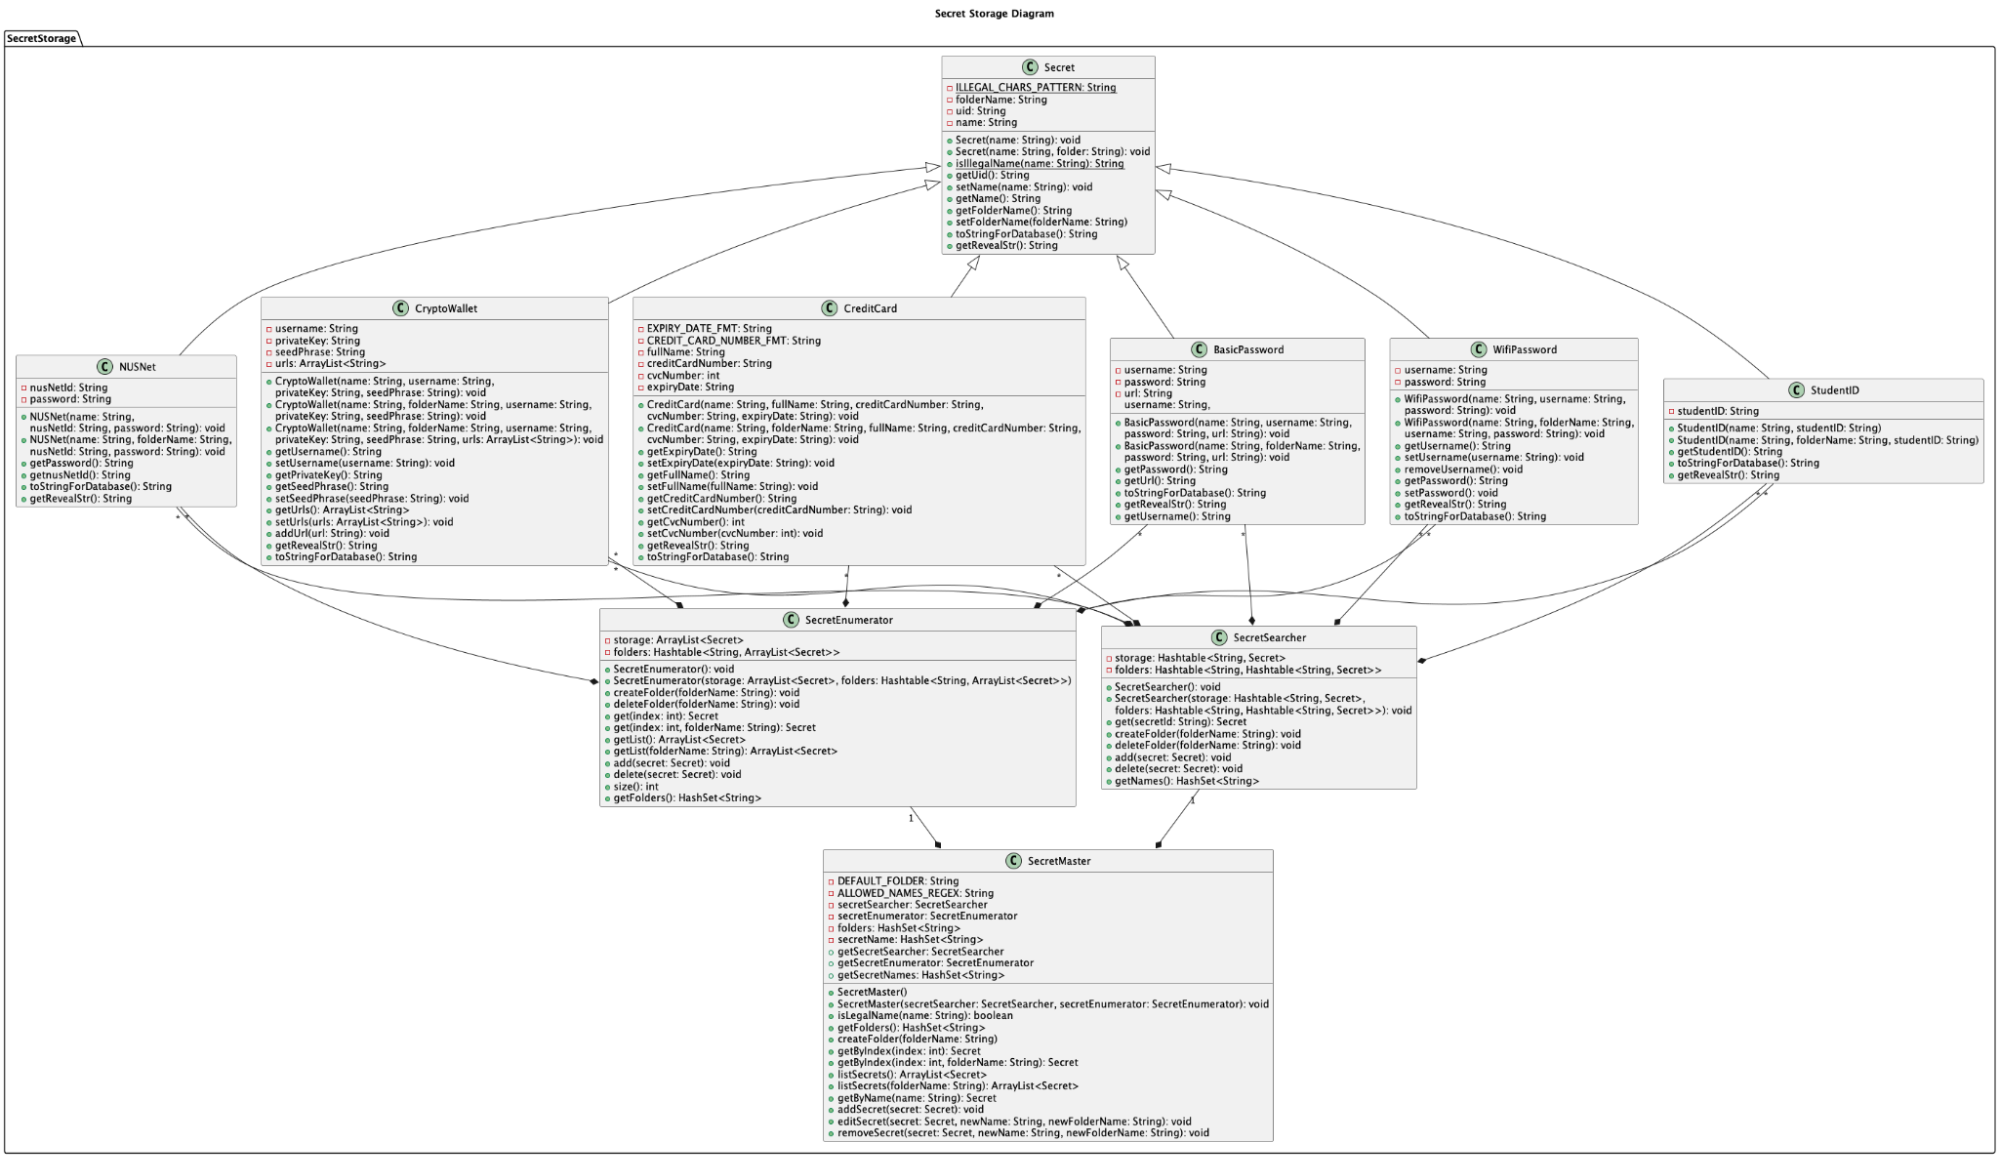 Secret Storage Diagram
SecretStorage
C Secret
ILLEGAL_CHARS_PATTERN: String
folderName: String
uid: String
name: String
Secret(name: String): void
Secret(name: String, folder: String): void
isIllegalName(name: String): String
getUid(): String
setName(name: String): void
getName(): String
getFolderName(): String
setFolderName(folderName: String)
toStringForDatabase(): String
getRevealStr(): String
C NUSNet
nusNetId: String
password: String
NUSNet(name: String,
nusNetId: String, password: String): void
NUSNet(name: String, folderName: String,
nusNetId: String, password: String): void
getPassword(): String
getnusNetId(): String
toStringForDatabase(): String
getRevealStr(): String
C CryptoWallet
username: String
privateKey: String
seedPhrase: String
urls: ArrayList<String>
CryptoWallet(name: String, username: String,
privateKey: String, seedPhrase: String): void
CryptoWallet(name: String, folderName: String, username: String,
privateKey: String, seedPhrase: String): void
CryptoWallet(name: String, folderName: String, username: String,
privateKey: String, seedPhrase: String, urls: ArrayList<String>): void
getUsername(): String
setUsername(username: String): void
getPrivateKey(): String
getSeedPhrase(): String
setSeedPhrase(seedPhrase: String): void
getUrls(): ArrayList<String>
setUrls(urls: ArrayList<String>): void
addUrl(url: String): void
getRevealStr(): String
toStringForDatabase(): String
C CreditCard
EXPIRY_DATE_FMT: String
CREDIT_CARD_NUMBER_FMT: String
fullName: String
creditCardNumber: String
cvcNumber: int
expiryDate: String
CreditCard(name: String, fullName: String, creditCardNumber: String,
cvcNumber: String, expiryDate: String): void
CreditCard(name: String, folderName: String, fullName: String, creditCardNumber: String,
cvcNumber: String, expiryDate: String): void
getExpiryDate(): String
setExpiryDate(expiryDate: String): void
getFullName(): String
setFullName(fullName: String): void
getCreditCardNumber(): String
setCreditCardNumber(creditCardNumber: String): void
getCvcNumber(): int
setCvcNumber(cvcNumber: int): void
getRevealStr(): String
toStringForDatabase(): String
C BasicPassword
username: String
password: String
url: String
username: String,
BasicPassword(name: String, username: String,
password: String, url: String): void
BasicPassword(name: String, folderName: String,
password: String, url: String): void
getPassword(): String
getUrl(): String
toStringForDatabase(): String
getRevealStr(): String
getUsername(): String
C WifiPassword
username: String
password: String
WifiPassword(name: String, username: String,
password: String): void
WifiPassword(name: String, folderName: String,
username: String, password: String): void
getUsername(): String
setUsername(username: String): void
removeUsername(): void
getPassword(): String
setPassword(): void
getRevealStr(): String
toStringForDatabase(): String
C StudentID
studentID: String
StudentID(name: String, studentID: String)
StudentID(name: String, folderName: String, studentID: String)
getStudentID(): String
toStringForDatabase(): String
getRevealStr(): String
* *
*
*
*
*
*
*
* *
* *
C SecretEnumerator
storage: ArrayList<Secret>
folders: Hashtable<String, ArrayList<Secret>>
SecretEnumerator(): void
SecretEnumerator(storage: ArrayList<Secret>, folders: Hashtable<String, ArrayList<Secret>>)
createFolder(folderName: String): void
deleteFolder(folderName: String): void
get(index: int): Secret
get(index: int, folderName: String): Secret
getList(): ArrayList<Secret>
getList(folderName: String): ArrayList<Secret>
add(secret: Secret): void
delete(secret: Secret): void
size(): int
getFolders(): HashSet<String>
C SecretSearcher
storage: Hashtable<String, Secret>
folders: Hashtable<String, Hashtable<String, Secret>>
SecretSearcher(): void
SecretSearcher(storage: Hashtable<String, Secret>,
folders: Hashtable<String, Hashtable<String, Secret>>): void
get(secretId: String): Secret
createFolder(folderName: String): void
deleteFolder(folderName: String): void
add(secret: Secret): void
delete(secret: Secret): void
getNames(): HashSet<String>
1
1
C SecretMaster
DEFAULT_FOLDER: String
ALLOWED_NAMES_REGEX: String
secretSearcher: SecretSearcher
secretEnumerator: SecretEnumerator
folders: HashSet<String>
secretName: HashSet<String>
getSecretSearcher: SecretSearcher
getSecretEnumerator: SecretEnumerator
getSecretNames: HashSet<String>
SecretMaster()
SecretMaster(secretSearcher: SecretSearcher, secretEnumerator: SecretEnumerator): void
isLegalName(name: String): boolean
getFolders(): HashSet<String>
createFolder(folderName: String)
getByIndex(index: int): Secret
getByIndex(index: int, folderName: String): Secret
listSecrets(): ArrayList<Secret>
listSecrets(folderName: String): ArrayList<Secret>
getByName(name: String): Secret
addSecret(secret: Secret): void
editSecret(secret: Secret, newName: String, newFolderName: String): void
removeSecret(secret: Secret, newName: String, newFolderName: String): void